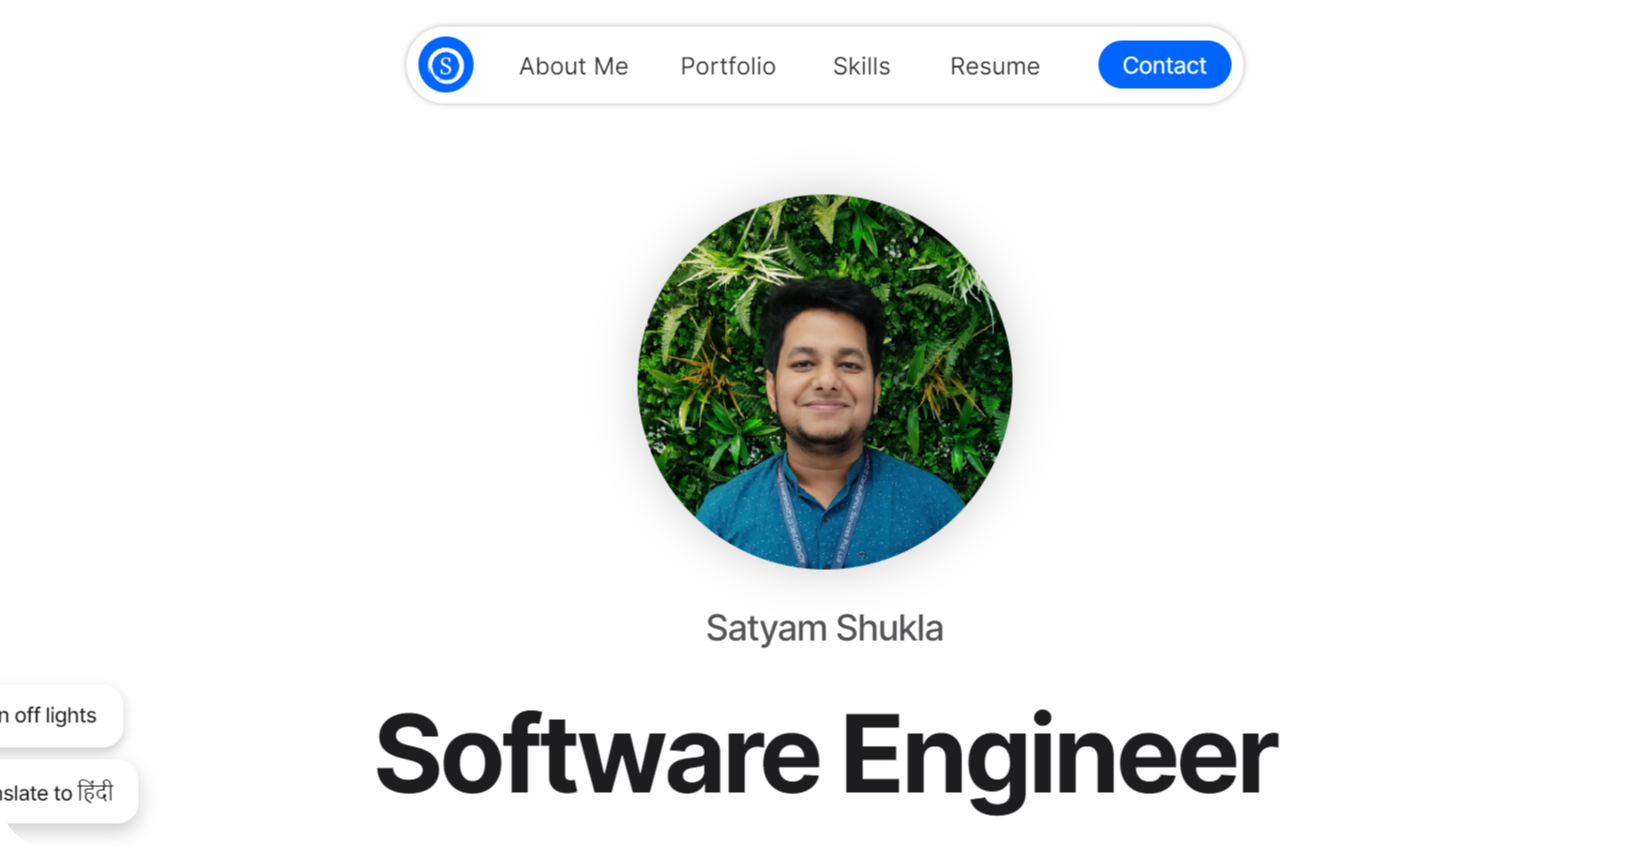 S About Me Portfolio Skills Resume Contact
Satyam Shukla
n off lights
Software Engineer
nslate to हिंदी